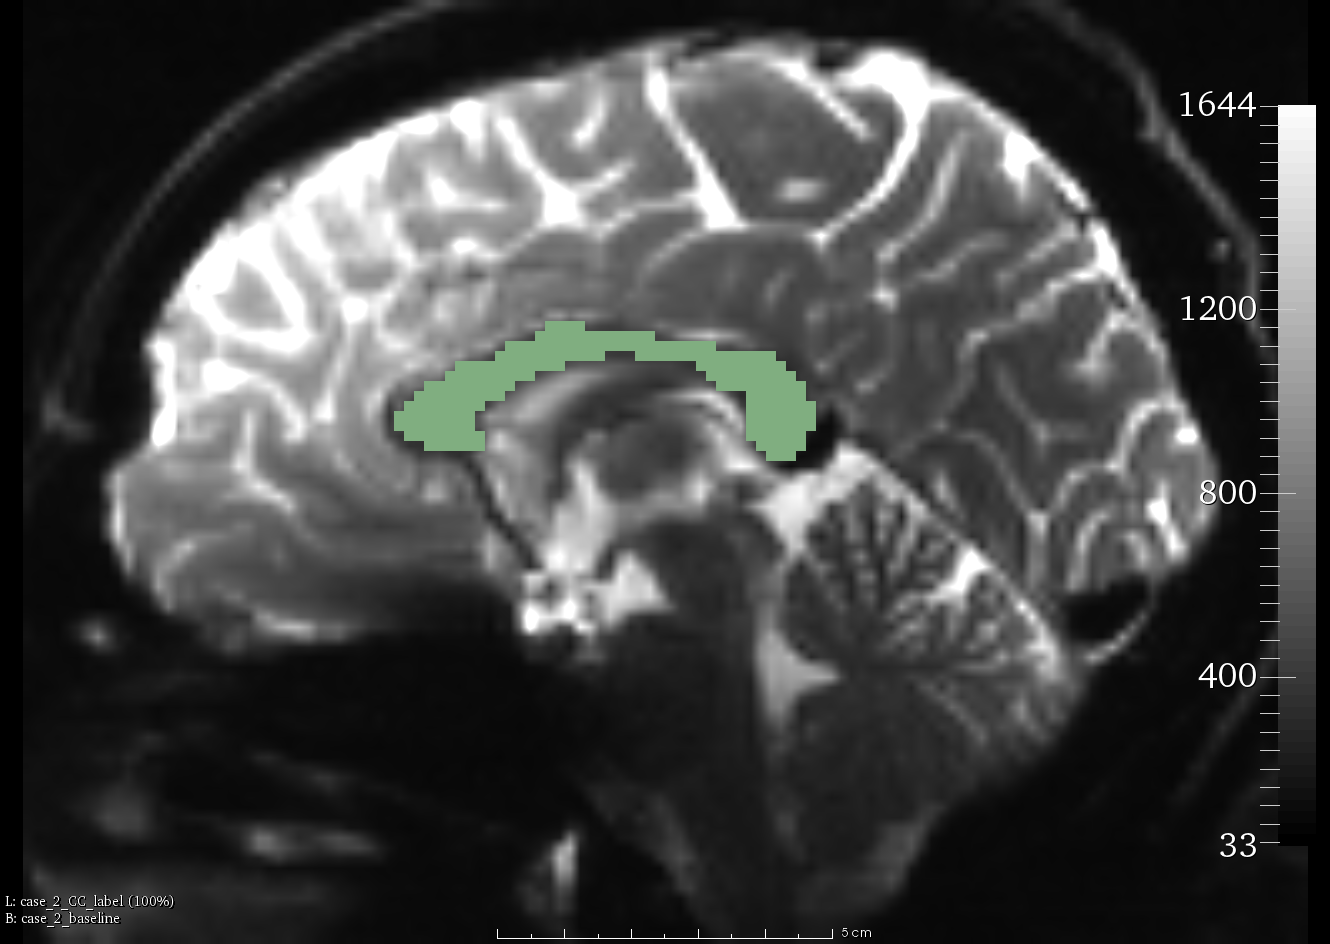 1644
1200
800
400
33
L: case_2_CC_label (100%)
B: case_2_baseline
5 cm